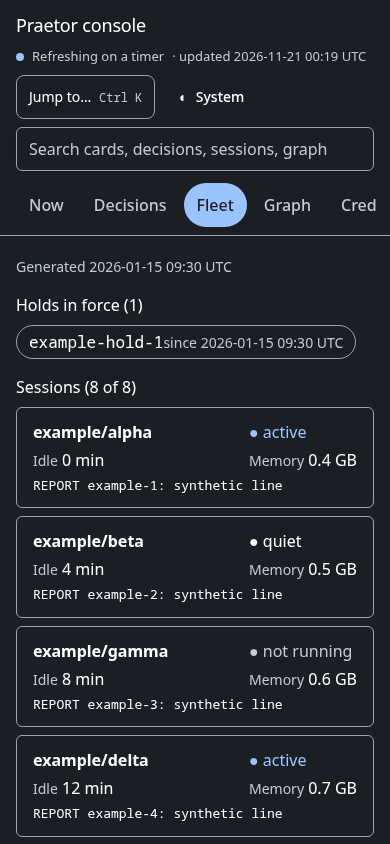 Praetor console
Refreshing on a timer · updated 2026-11-21 00:19 UTC
Jump to... Ctrl K System
Search cards, decisions, sessions, graph
Now Decisions Fleet Graph Cred
Generated 2026-01-15 09:30 UTC
Holds in force (1)
example-hold-1since 2026-01-15 09:30 UTC
Sessions (8 of 8)
example/alpha ● active
Idle 0 min Memory 0.4 GB
REPORT example-1: synthetic line
example/beta ● quiet
Idle 4 min Memory 0.5 GB
REPORT example-2: synthetic line
example/gamma ● not running
Idle 8 min Memory 0.6 GB
REPORT example-3: synthetic line
example/delta ● active
Idle 12 min Memory 0.7 GB
REPORT example-4: synthetic line